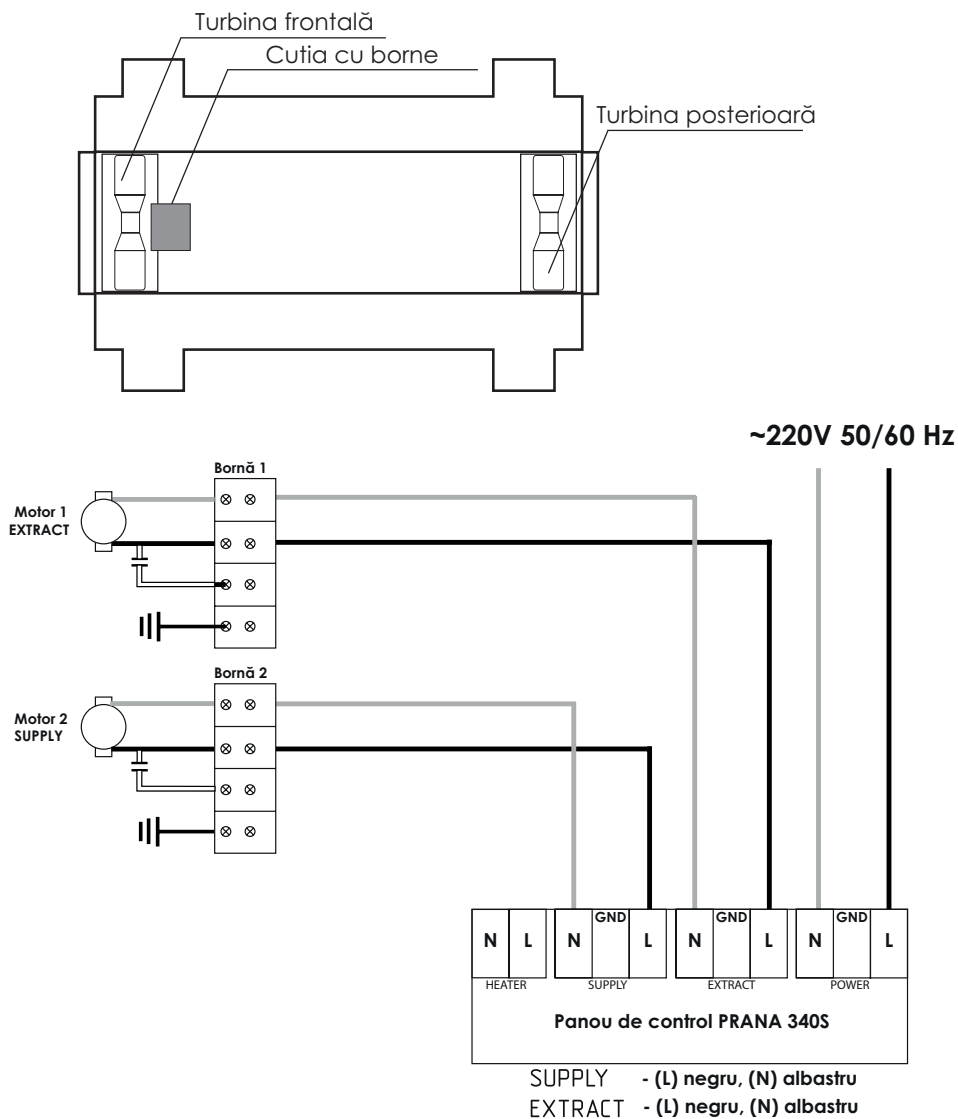 Turbina frontală
Cutia cu borne
Turbina posterioară
~220V 50/60 Hz
Bornă 1
Motor 1
EXTRACT
Bornă 2
Motor 2
SUPPLY
GND GND GND
N L N L N L N L
HEATER SUPPLY EXTRACT POWER
Panou de control PRANA 340S
SUPPLY - (L) negru, (N) albastru
EXTRACT - (L) negru, (N) albastru